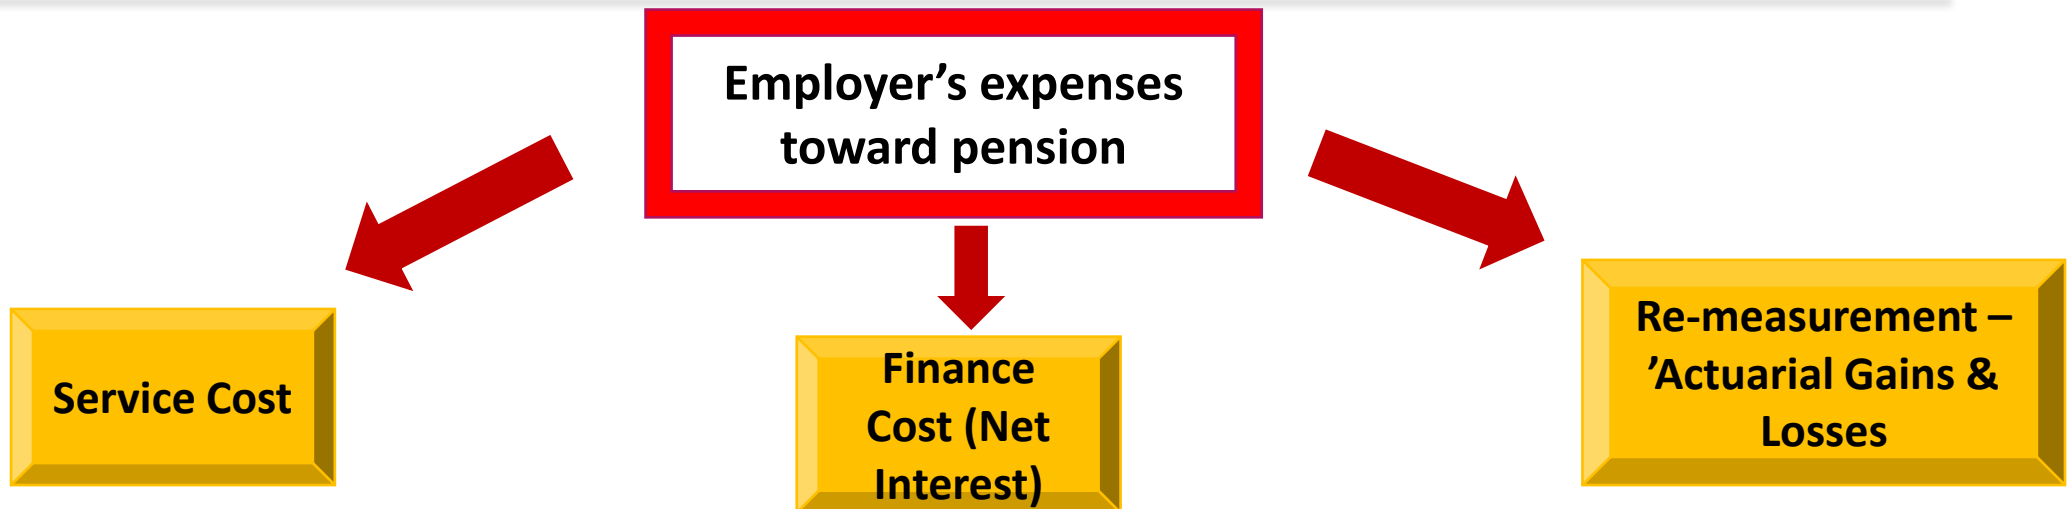 Employer’s expenses
toward pension
Service Cost
Finance
Cost (Net
Interest)
Re-measurement –
’Actuarial Gains &
Losses